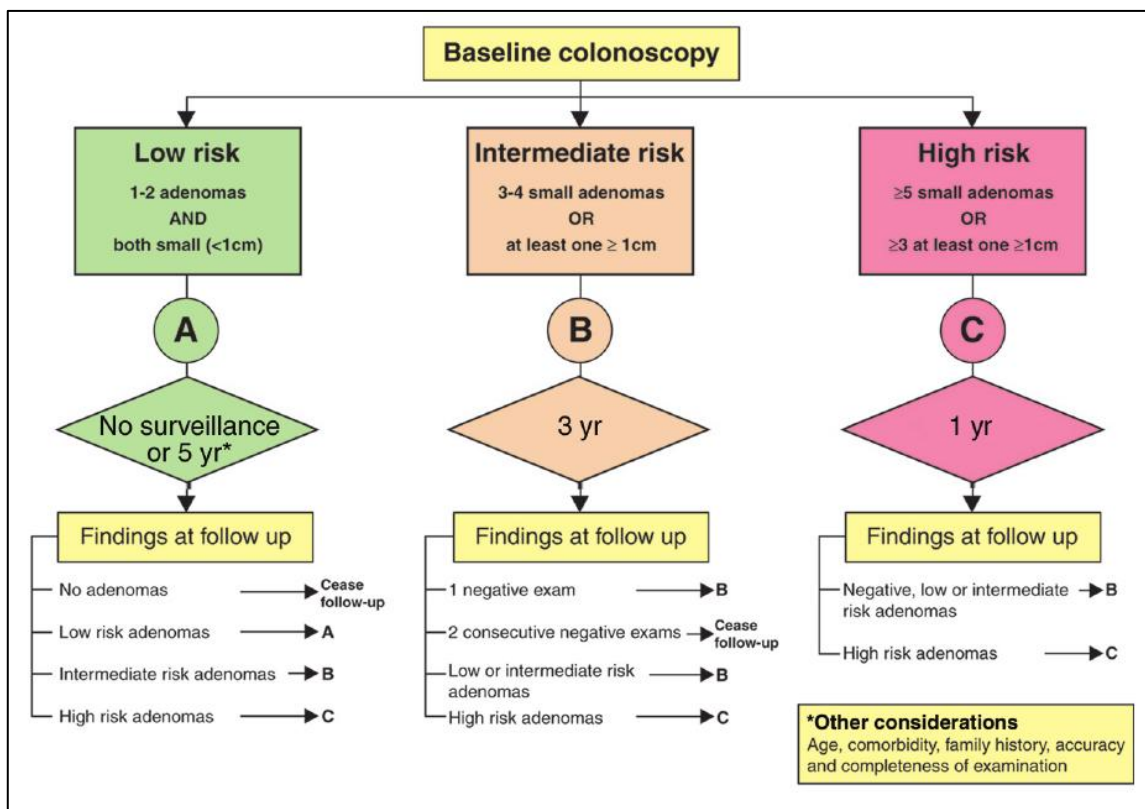 Baseline colonoscopy
Low risk
1-2 adenomas
AND
both small (<1cm)
A
No surveillance
or 5 yr*
Findings at follow up
No adenomas
Cease
follow-up
Low risk adenomas
A
Intermediate risk adenomas
B
High risk adenomas
C
Intermediate risk
3-4 small adenomas
OR
at least one ≥ 1cm
B
3 yr
Findings at follow up
1 negative exam
B
2 consecutive negative exams
Cease
follow-up
Low or intermediate risk
adenomas
B
High risk adenomas
C
High risk
≥5 small adenomas
OR
≥3 at least one ≥1cm
C
1 yr
Findings at follow up
Negative, low or intermediate
risk adenomas
B
High risk adenomas
C
*Other considerations
Age, comorbidity, family history, accuracy
and completeness of examination